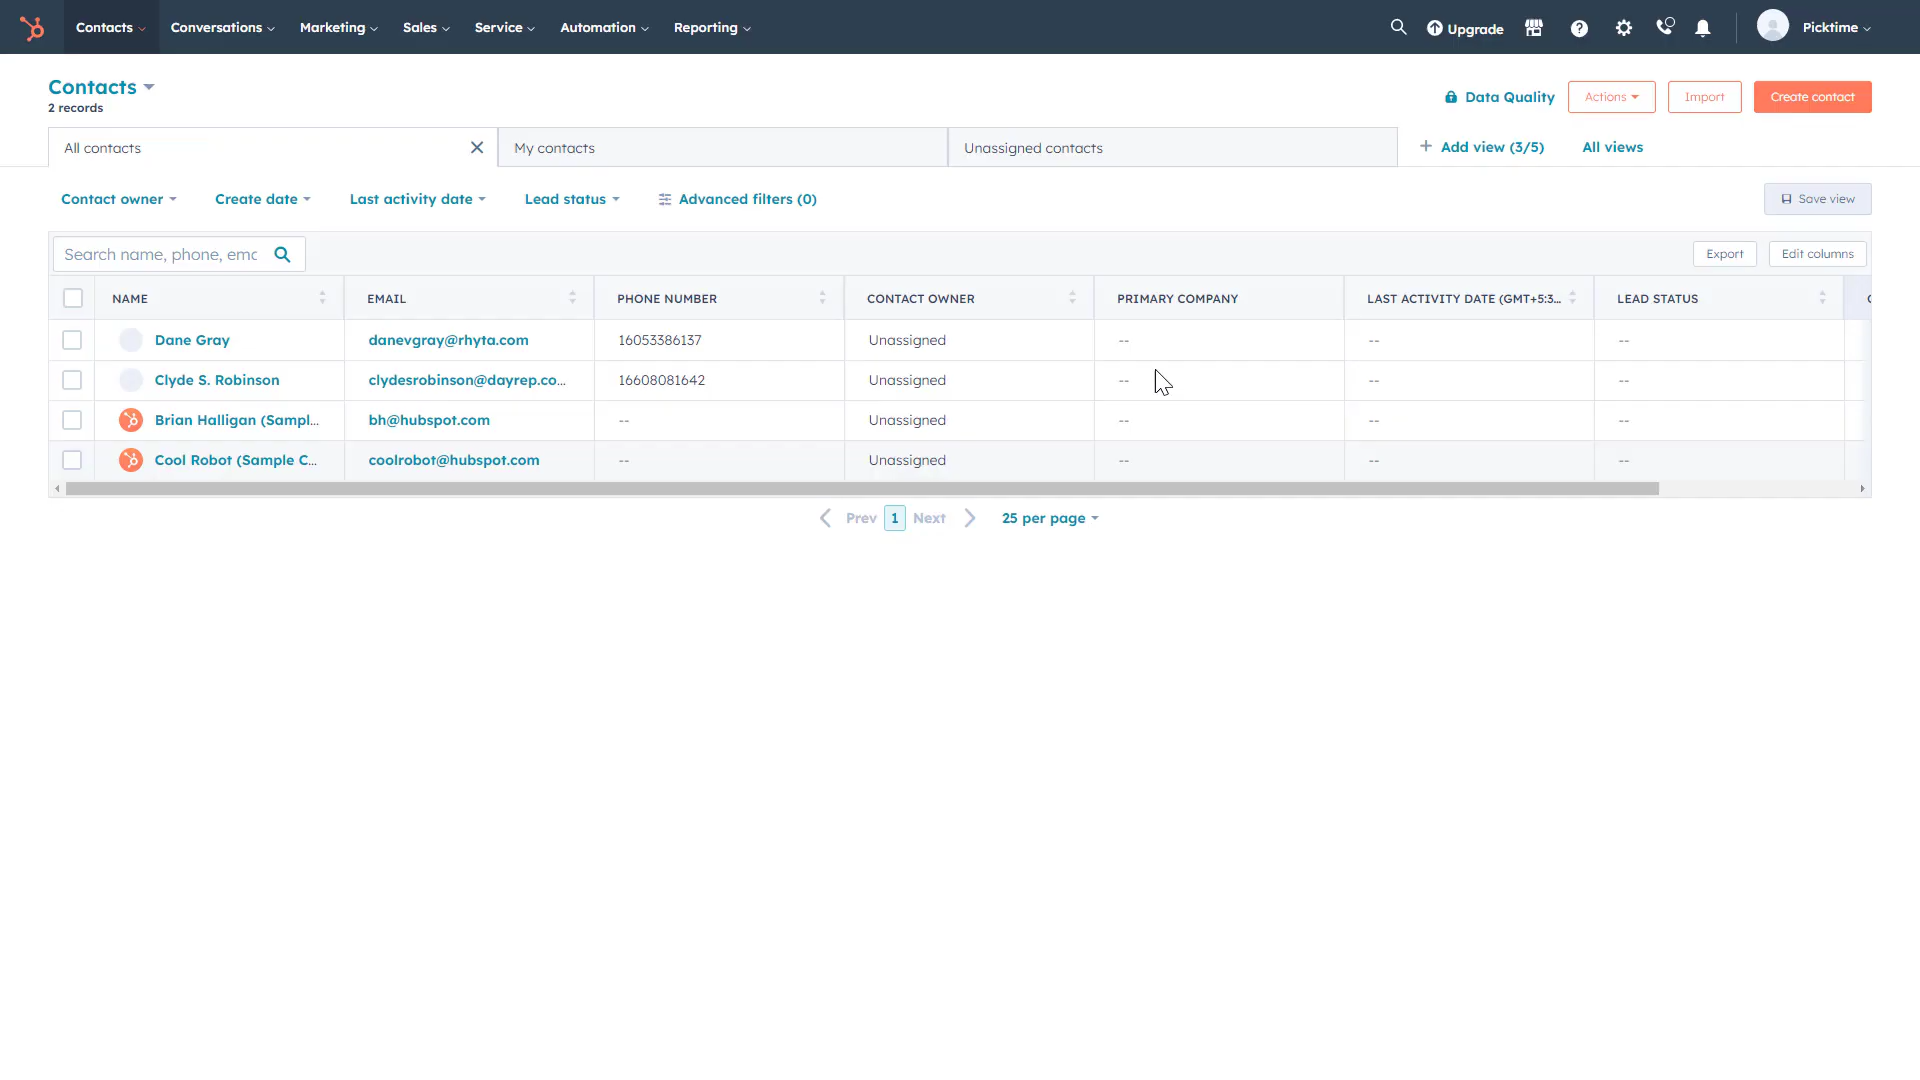 Contacts Conversations Marketing Sales Service Automation Reporting Upgrade Picktime
Contacts
2 records
Data Quality Actions Import Create contact
All contacts My contacts Unassigned contacts + Add view (3/5) All views
Contact owner Create date Last activity date Lead status Advanced filters (0) Save view
Search name, phone, ema Export Edit columns
NAME EMAIL PHONE NUMBER CONTACT OWNER PRIMARY COMPANY LAST ACTIVITY DATE (GMT+5:3... LEAD STATUS
Dane Gray danevgray@rhyta.com 16053386137 Unassigned -- -- --
Clyde S. Robinson clydesrobinson@dayrep.co... 16608081642 Unassigned -- -- --
Brian Halligan (Sampl... bh@hubspot.com -- Unassigned -- -- --
Cool Robot (Sample C... coolrobot@hubspot.com -- Unassigned -- -- --
Prev 1 Next 25 per page